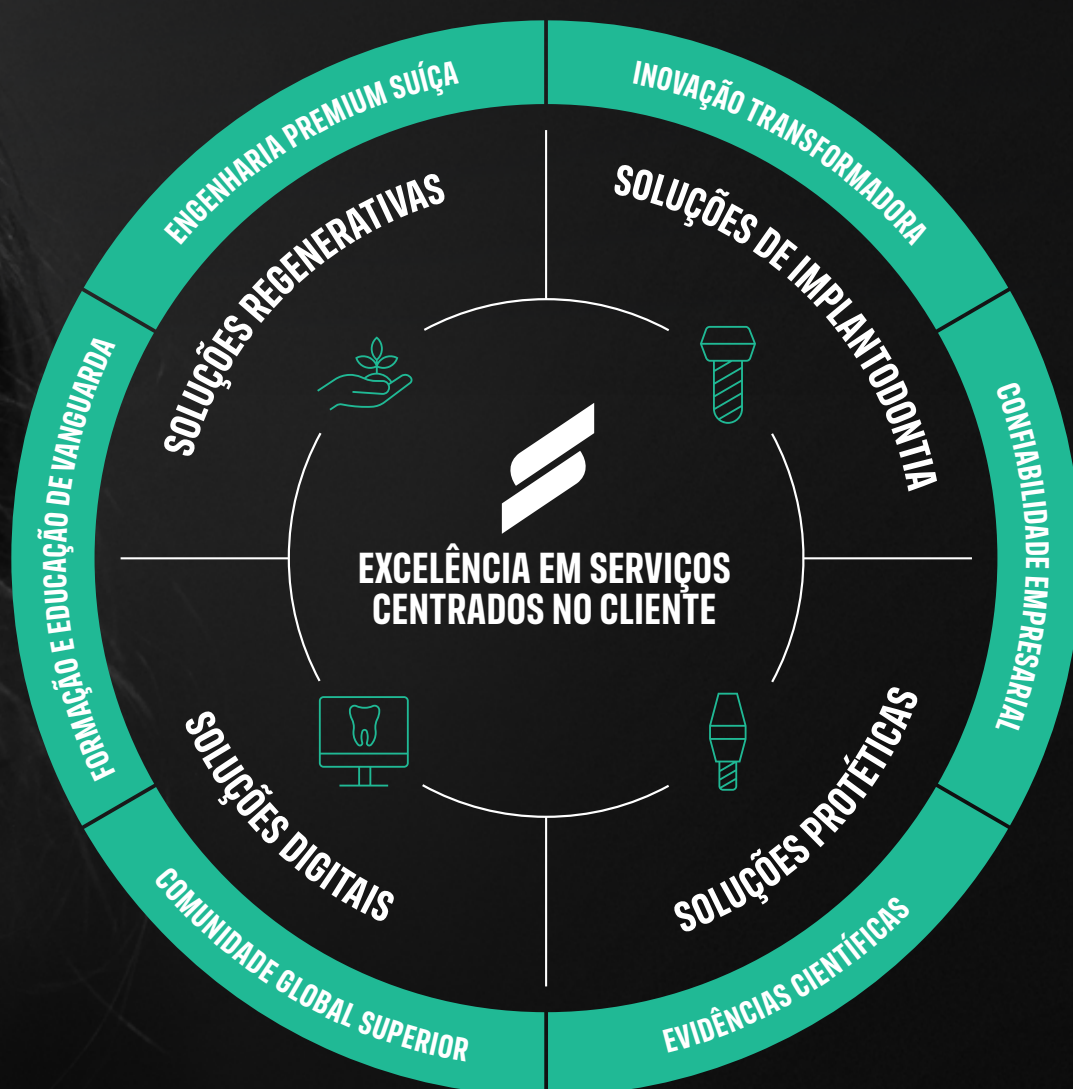 ENGENHARIA PREMIUM SUÍÇA
INOVAÇÃO TRANSFORMADORA
SOLUÇÕES REGENERATIVAS
SOLUÇÕES DE IMPLANTODONTIA
FORMAÇÃO E EDUCAÇÃO DE VANGUARDA
CONFIABILIDADE EMPRESARIAL
EXCELÊNCIA EM SERVIÇOS
CENTRADOS NO CLIENTE
SOLUÇÕES DIGITAIS
SOLUÇÕES PROTÉTICAS
COMUNIDADE GLOBAL SUPERIOR
EVIDÊNCIAS CIENTÍFICAS